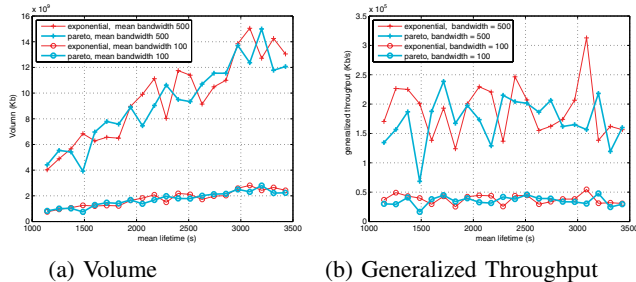 x 10^6
16
14
12
10
8
6
4
2
0
1000
1500
2000
2500
3000
3500
Volumn (Kb)
mean lifetime (s)
exponential, mean bandwidth 500
pareto, mean bandwidth 500
exponential, mean bandwidth 100
pareto, mean bandwidth 100
(a) Volume
x 10^5
3.5
3
2.5
2
1.5
1
0.5
0
1000
1500
2000
2500
3000
3500
generalized throughput (Kb/s)
mean lifetime (s)
exponential, bandwidth = 500
pareto, bandwidth = 500
exponential, bandwidth = 100
pareto, bandwidth = 100
(b) Generalized Throughput